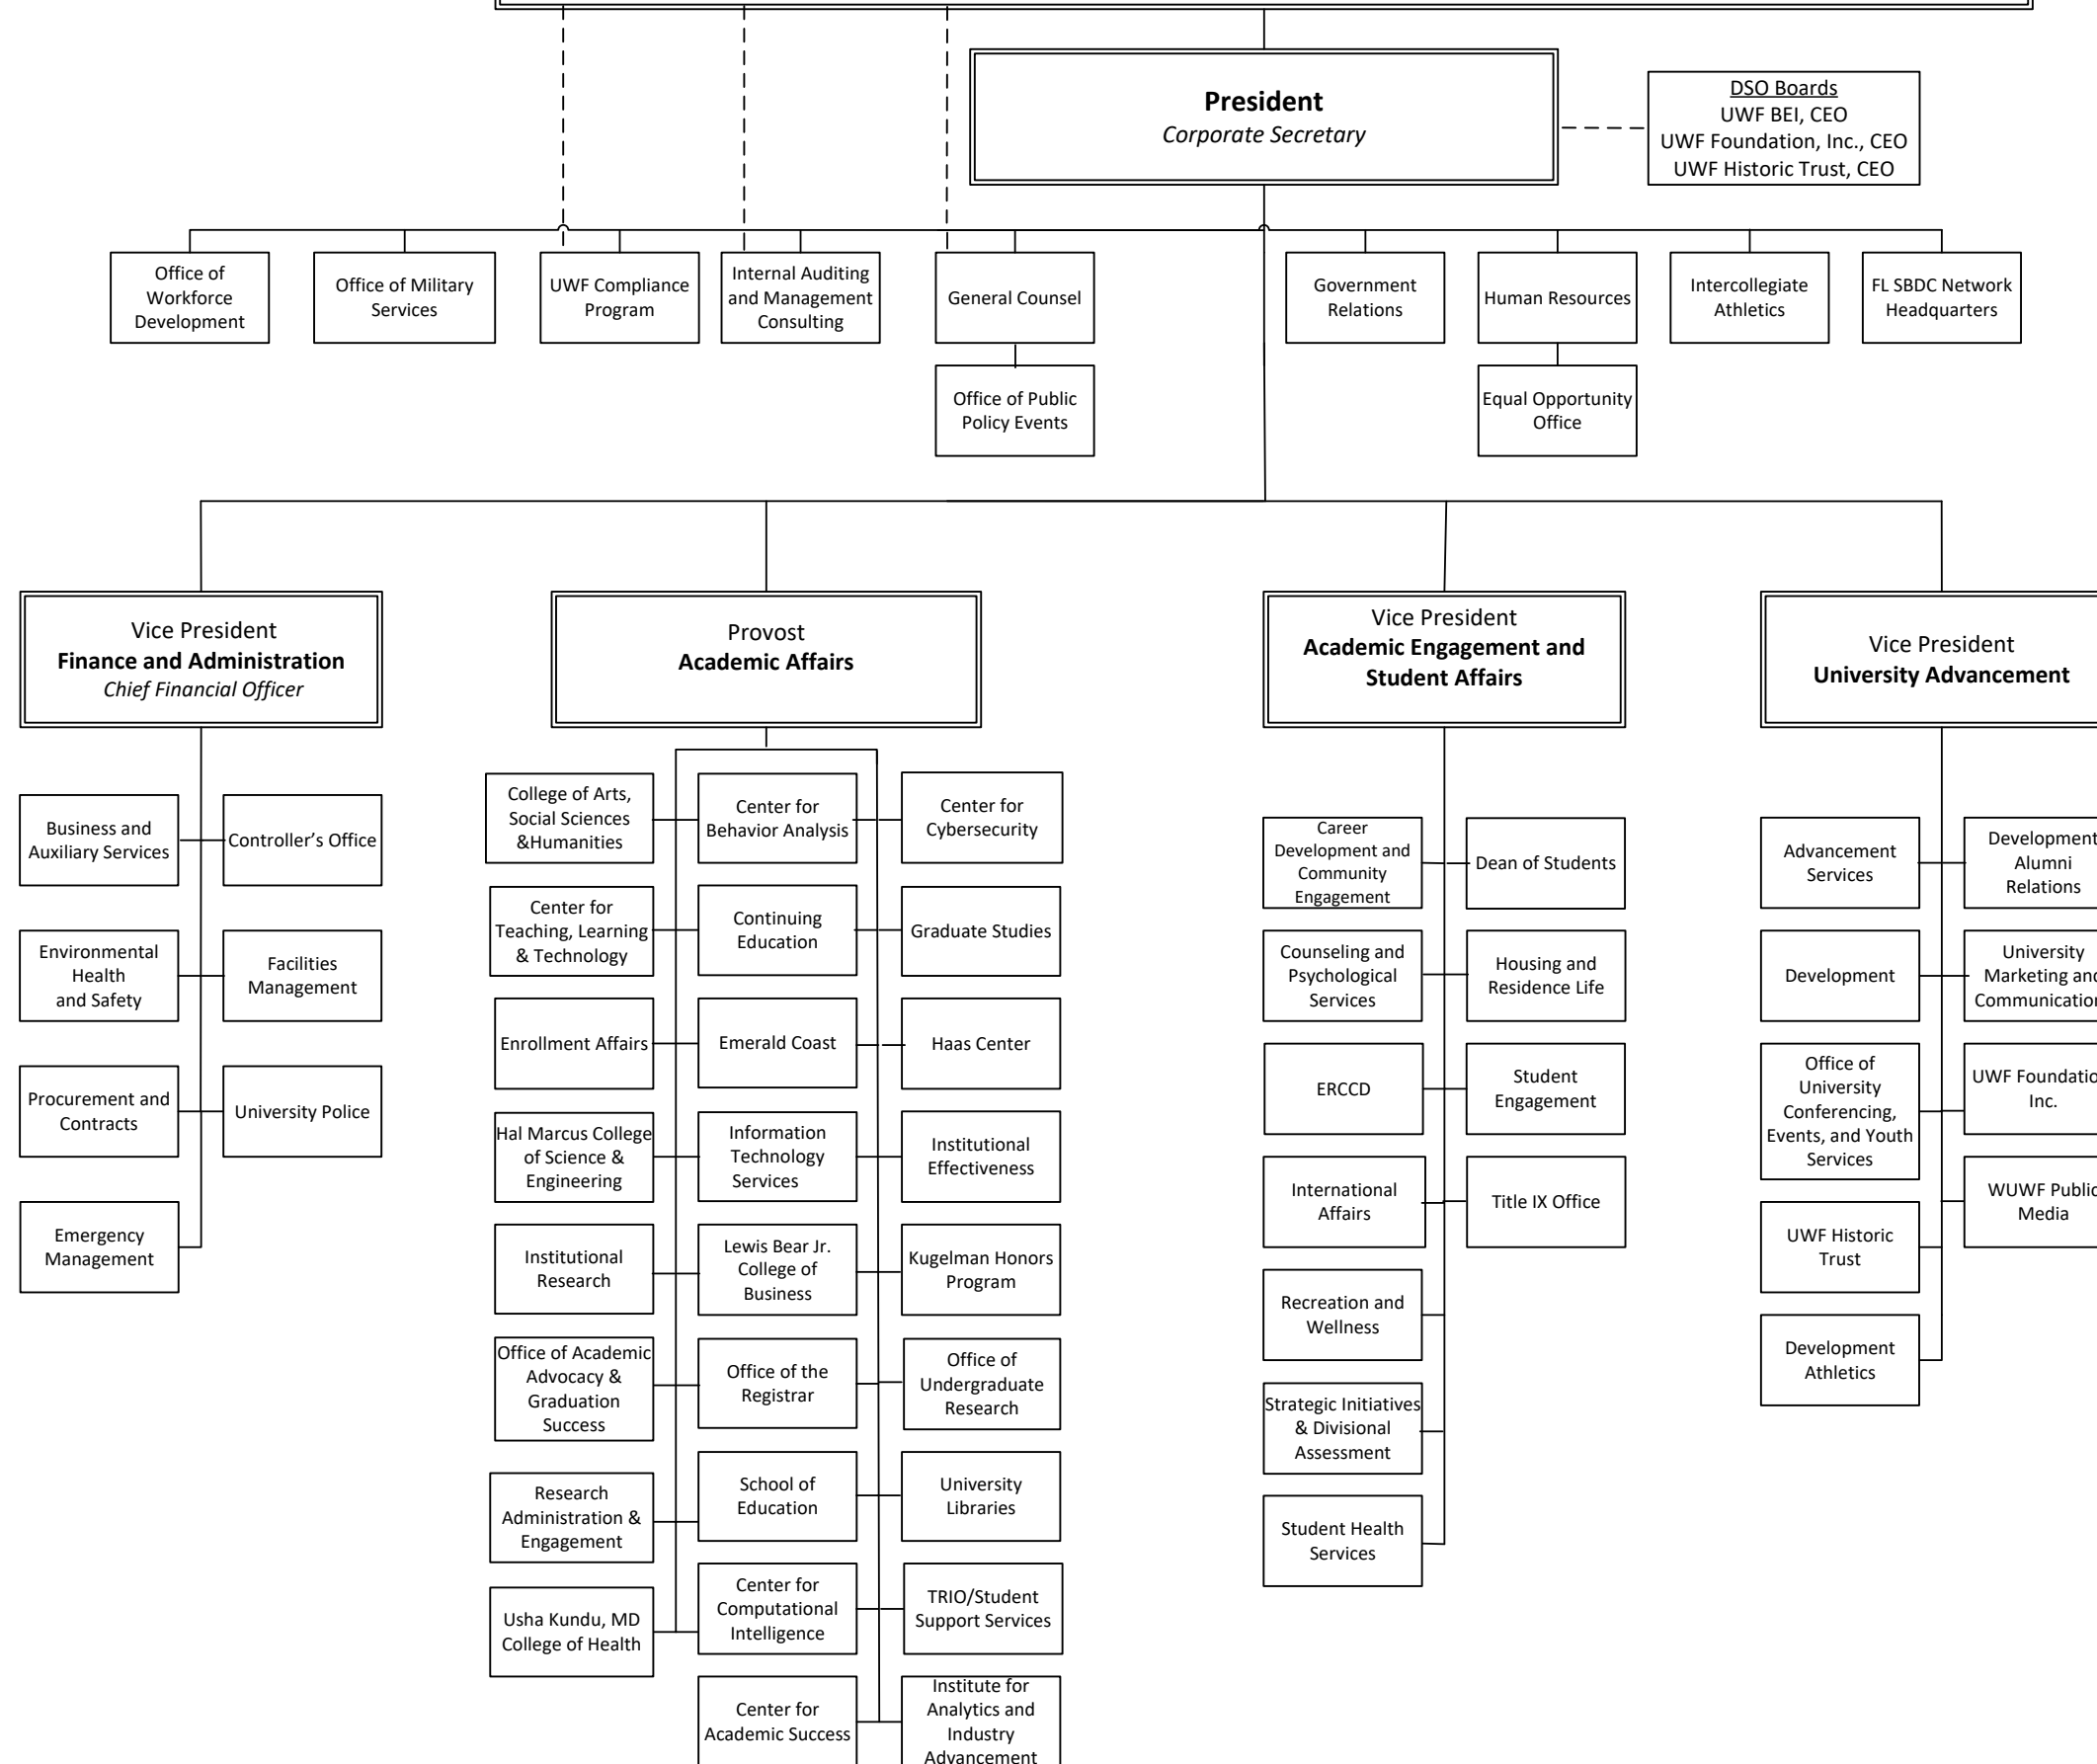 President
Corporate Secretary
DSO Boards
UWF BEI, CEO
UWF Foundation, Inc., CEO
UWF Historic Trust, CEO
Office of
Workforce
Development
Office of Military
Services
UWF Compliance
Program
Internal Auditing
and Management
Consulting
General Counsel
Government
Relations
Human Resources
Intercollegiate
Athletics
FL SBDC Network
Headquarters
Office of Public
Policy Events
Equal Opportunity
Office
Vice President
Finance and Administration
Chief Financial Officer
Provost
Academic Affairs
Vice President
Academic Engagement and
Student Affairs
Vice President
University Advancement
Business and
Auxiliary Services
Controller’s Office
Environmental
Health
and Safety
Facilities
Management
Procurement and
Contracts
University Police
Emergency
Management
College of Arts,
Social Sciences
&Humanities
Center for
Behavior Analysis
Center for
Cybersecurity
Center for
Teaching, Learning
& Technology
Continuing
Education
Graduate Studies
Enrollment Affairs
Emerald Coast
Haas Center
Hal Marcus College
of Science &
Engineering
Information
Technology
Services
Institutional
Effectiveness
Institutional
Research
Lewis Bear Jr.
College of
Business
Kugelman Honors
Program
Office of Academic
Advocacy &
Graduation
Success
Office of the
Registrar
Office of
Undergraduate
Research
Research
Administration &
Engagement
School of
Education
University
Libraries
Usha Kundu, MD
College of Health
Center for
Computational
Intelligence
TRIO/Student
Support Services
Center for
Academic Success
Institute for
Analytics and
Industry
Advancement
Career
Development and
Community
Engagement
Dean of Students
Counseling and
Psychological
Services
Housing and
Residence Life
ERCCD
Student
Engagement
International
Affairs
Title IX Office
Recreation and
Wellness
Strategic Initiatives
& Divisional
Assessment
Student Health
Services
Advancement
Services
Development
Alumni
Relations
Development
University
Marketing and
Communication
Office of
University
Conferencing,
Events, and Youth
Services
UWF Foundatio
Inc.
UWF Historic
Trust
WUWF Public
Media
Development
Athletics